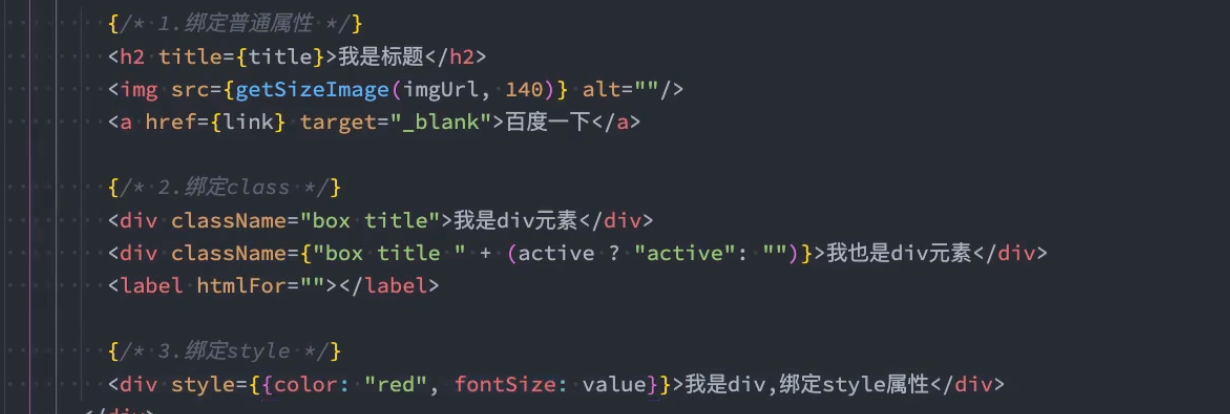 {/* 1.绑定普通属性 */}
<h2 title={title}>我是标题</h2>
<img src={getSizeImage(imgUrl, 140)} alt=""/>
<a href={link} target="_blank">百度一下</a>
{/* 2.绑定class */}
<div className="box title">我是div元素</div>
<div className={"box title " + (active ? "active": "")}>我也是div元素</div>
<label htmlFor=""></label>
{/* 3.绑定style */}
<div style={{color: "red", fontSize: value}}>我是div,绑定style属性</div>
</div>